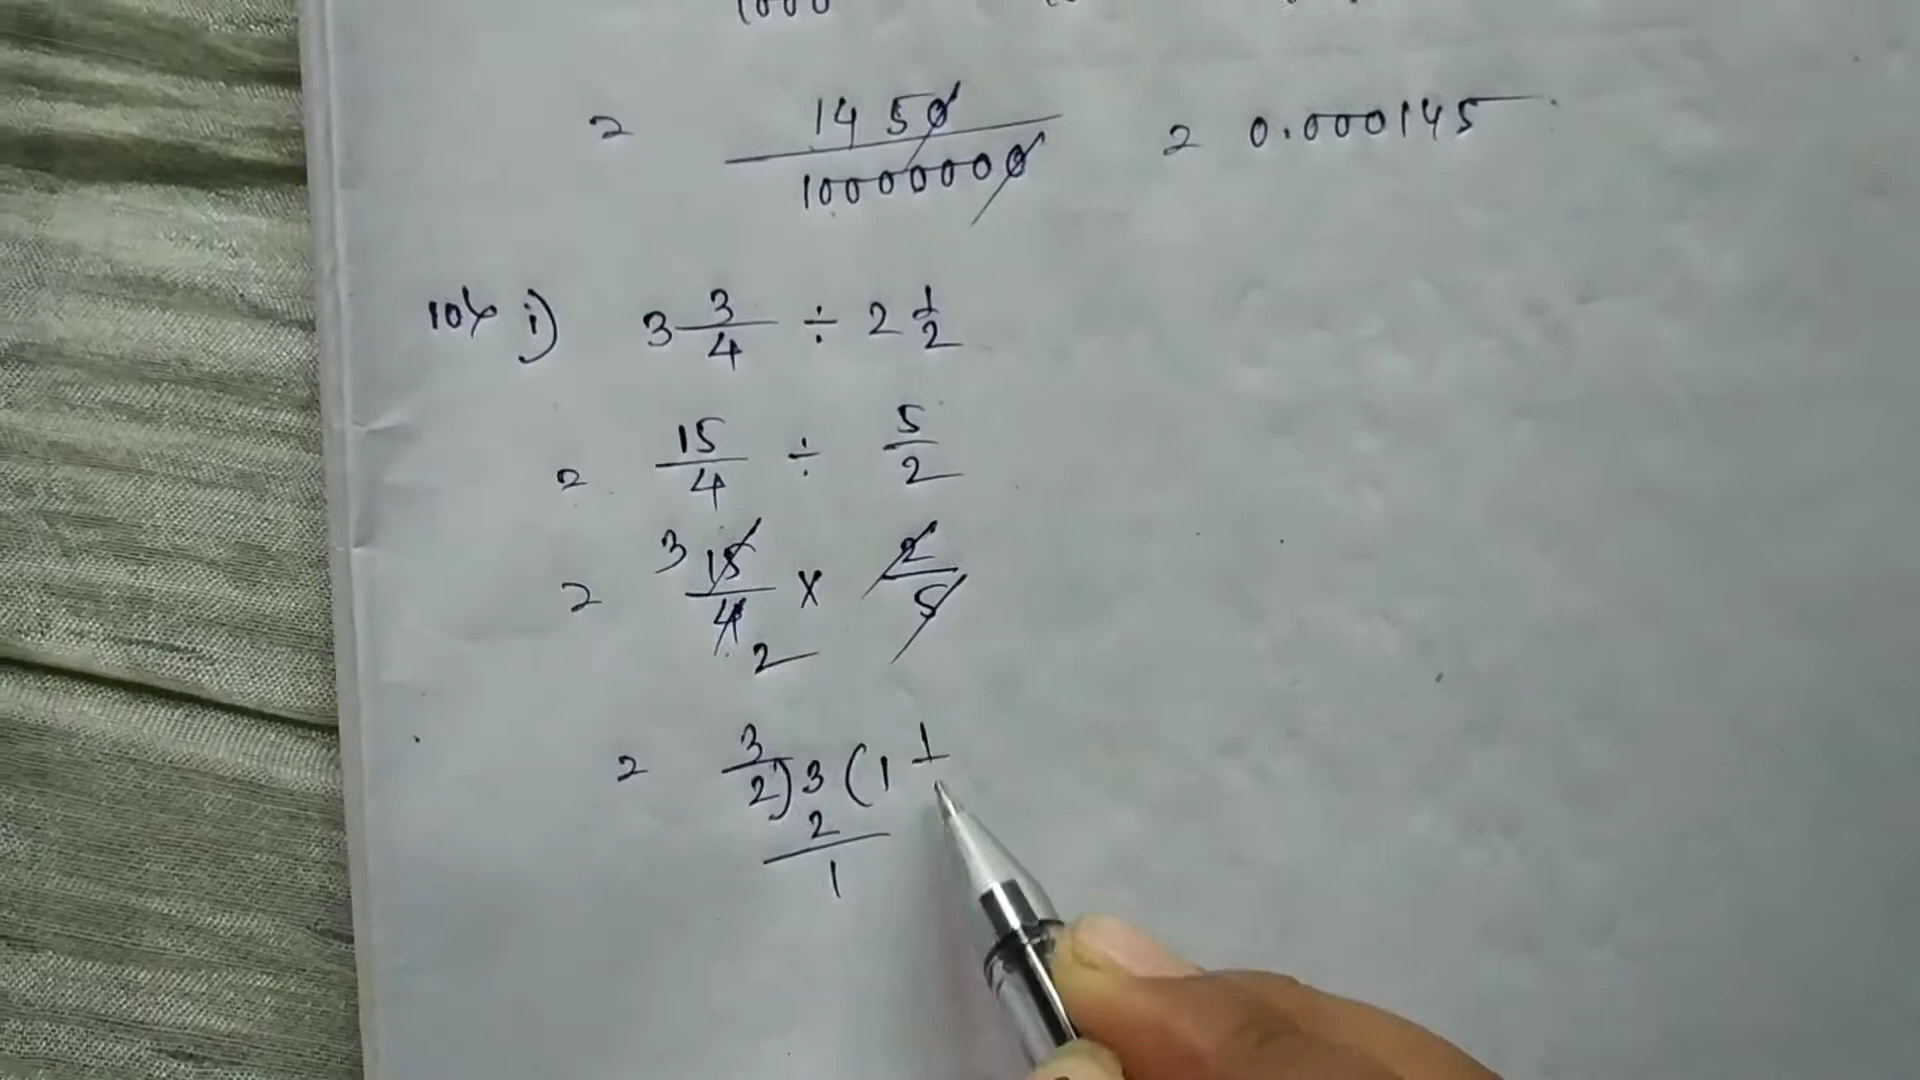 1000
= 1450/10000000 = 0.000145
10) i) 3 3/4 ÷ 2 1/2
= 15/4 ÷ 5/2
= 3 15/4 2 × 2/5
= 3/2) 3 (1 1/
2
1